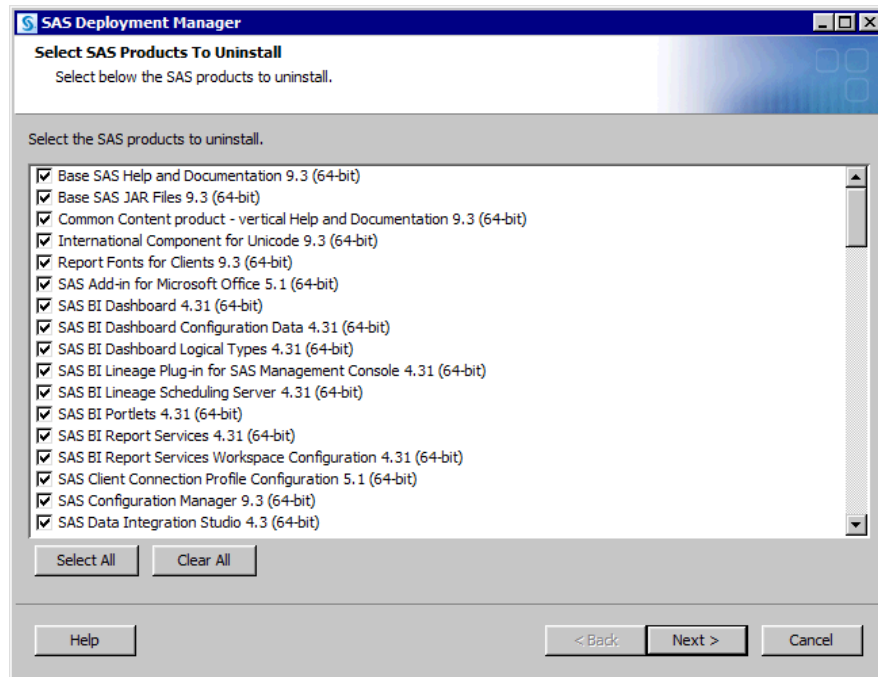 SAS Deployment Manager
Select SAS Products To Uninstall
Select below the SAS products to uninstall.
Select the SAS products to uninstall.
Base SAS Help and Documentation 9.3 (64-bit)
Base SAS JAR Files 9.3 (64-bit)
Common Content product - vertical Help and Documentation 9.3 (64-bit)
International Component for Unicode 9.3 (64-bit)
Report Fonts for Clients 9.3 (64-bit)
SAS Add-in for Microsoft Office 5.1 (64-bit)
SAS BI Dashboard 4.31 (64-bit)
SAS BI Dashboard Configuration Data 4.31 (64-bit)
SAS BI Dashboard Logical Types 4.31 (64-bit)
SAS BI Lineage Plug-in for SAS Management Console 4.31 (64-bit)
SAS BI Lineage Scheduling Server 4.31 (64-bit)
SAS BI Portlets 4.31 (64-bit)
SAS BI Report Services 4.31 (64-bit)
SAS BI Report Services Workspace Configuration 4.31 (64-bit)
SAS Client Connection Profile Configuration 5.1 (64-bit)
SAS Configuration Manager 9.3 (64-bit)
SAS Data Integration Studio 4.3 (64-bit)
Select All Clear All
Help < Back Next > Cancel